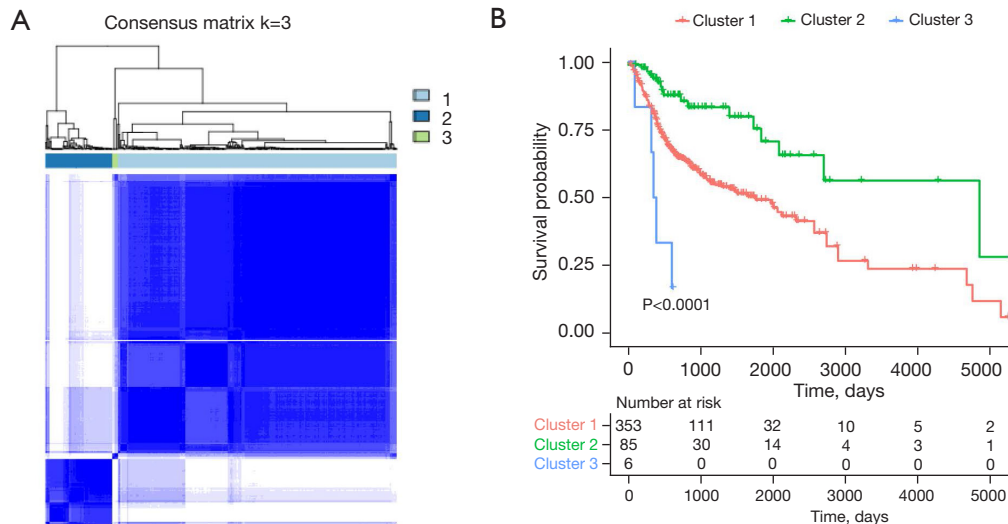 A
Consensus matrix k=3
1
2
3
B
Cluster 1 Cluster 2 Cluster 3
Survival probability
1.00
0.75
0.50
0.25
0.00
P<0.0001
0 1000 2000 3000 4000 5000
Time, days
Number at risk
Cluster 1 353 111 32 10 5 2
Cluster 2 85 30 14 4 3 1
Cluster 3 6 0 0 0 0 0
0 1000 2000 3000 4000 5000
Time, days